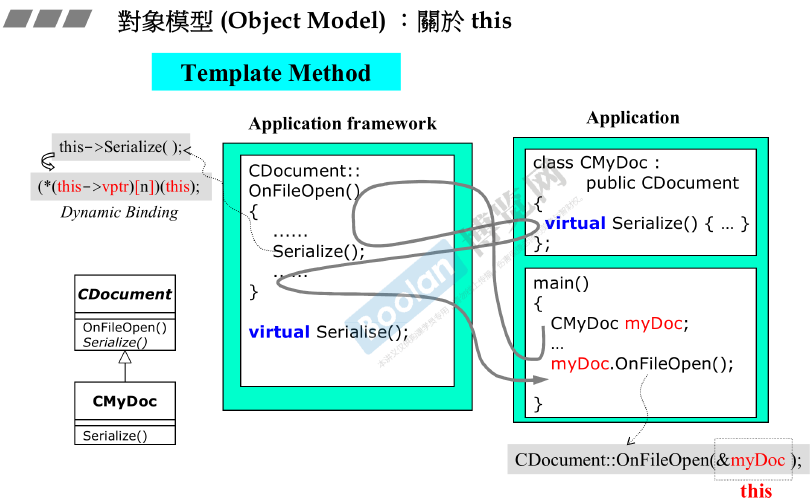 對象模型 (Object Model) ：關於 this
Template Method
Application framework
Application
this->Serialize( );
(*(this->vptr)[n])(this);
Dynamic Binding
CDocument::
OnFileOpen()
{
……
Serialize();
……
}
virtual Serialise();
class CMyDoc :
public CDocument
{
virtual Serialize() { … }
};
main()
{
CMyDoc myDoc;
…
myDoc.OnFileOpen();
}
CDocument
OnFileOpen()
Serialize()
CMyDoc
Serialize()
CDocument::OnFileOpen(&myDoc );
this
Boolan
博览网